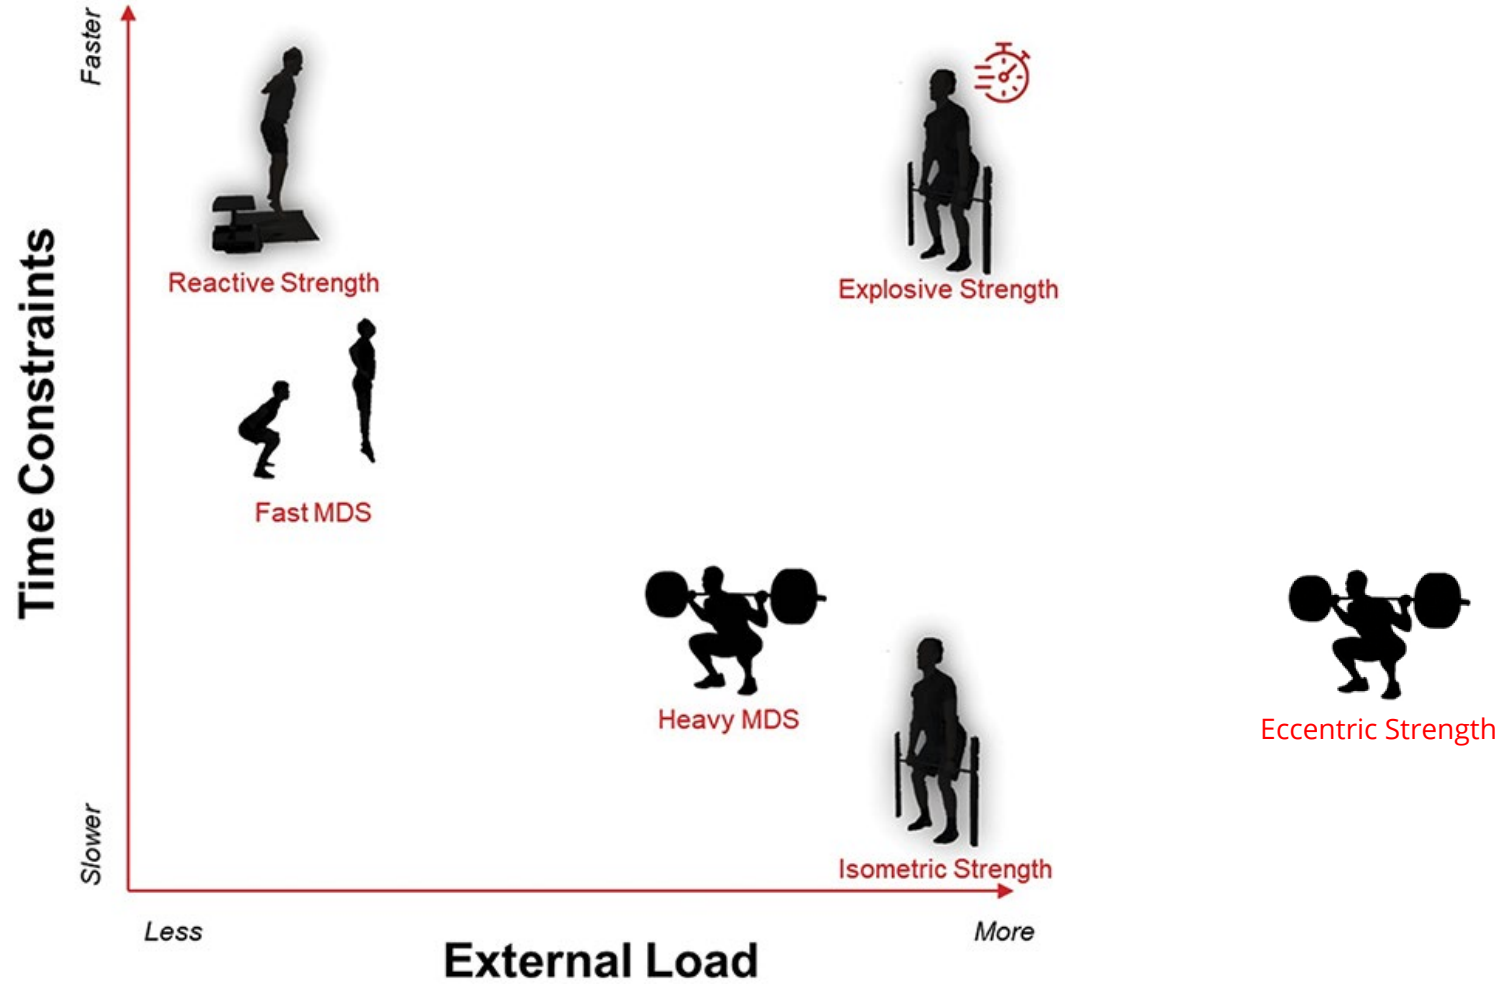 Faster
Time Constraints
Slower
Reactive Strength
Explosive Strength
Fast MDS
Heavy MDS
Eccentric Strength
Isometric Strength
Less
More
External Load